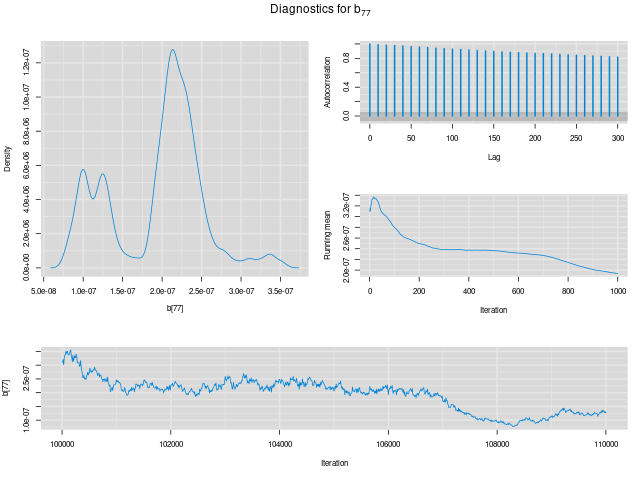 Diagnostics for b77
Density
0.0e+00 2.0e+06 4.0e+06 6.0e+06 8.0e+06 1.0e+07 1.2e+07
5.0e-08 1.0e-07 1.5e-07 2.0e-07 2.5e-07 3.0e-07 3.5e-07
b[77]
Autocorrelation
0.0 0.4 0.8
0 50 100 150 200 250 300
Lag
Running mean
2.0e-07 2.6e-07 3.2e-07
0 200 400 600 800 1000
Iteration
b[77]
1.0e-07 2.5e-07
100000 102000 104000 106000 108000 110000
Iteration